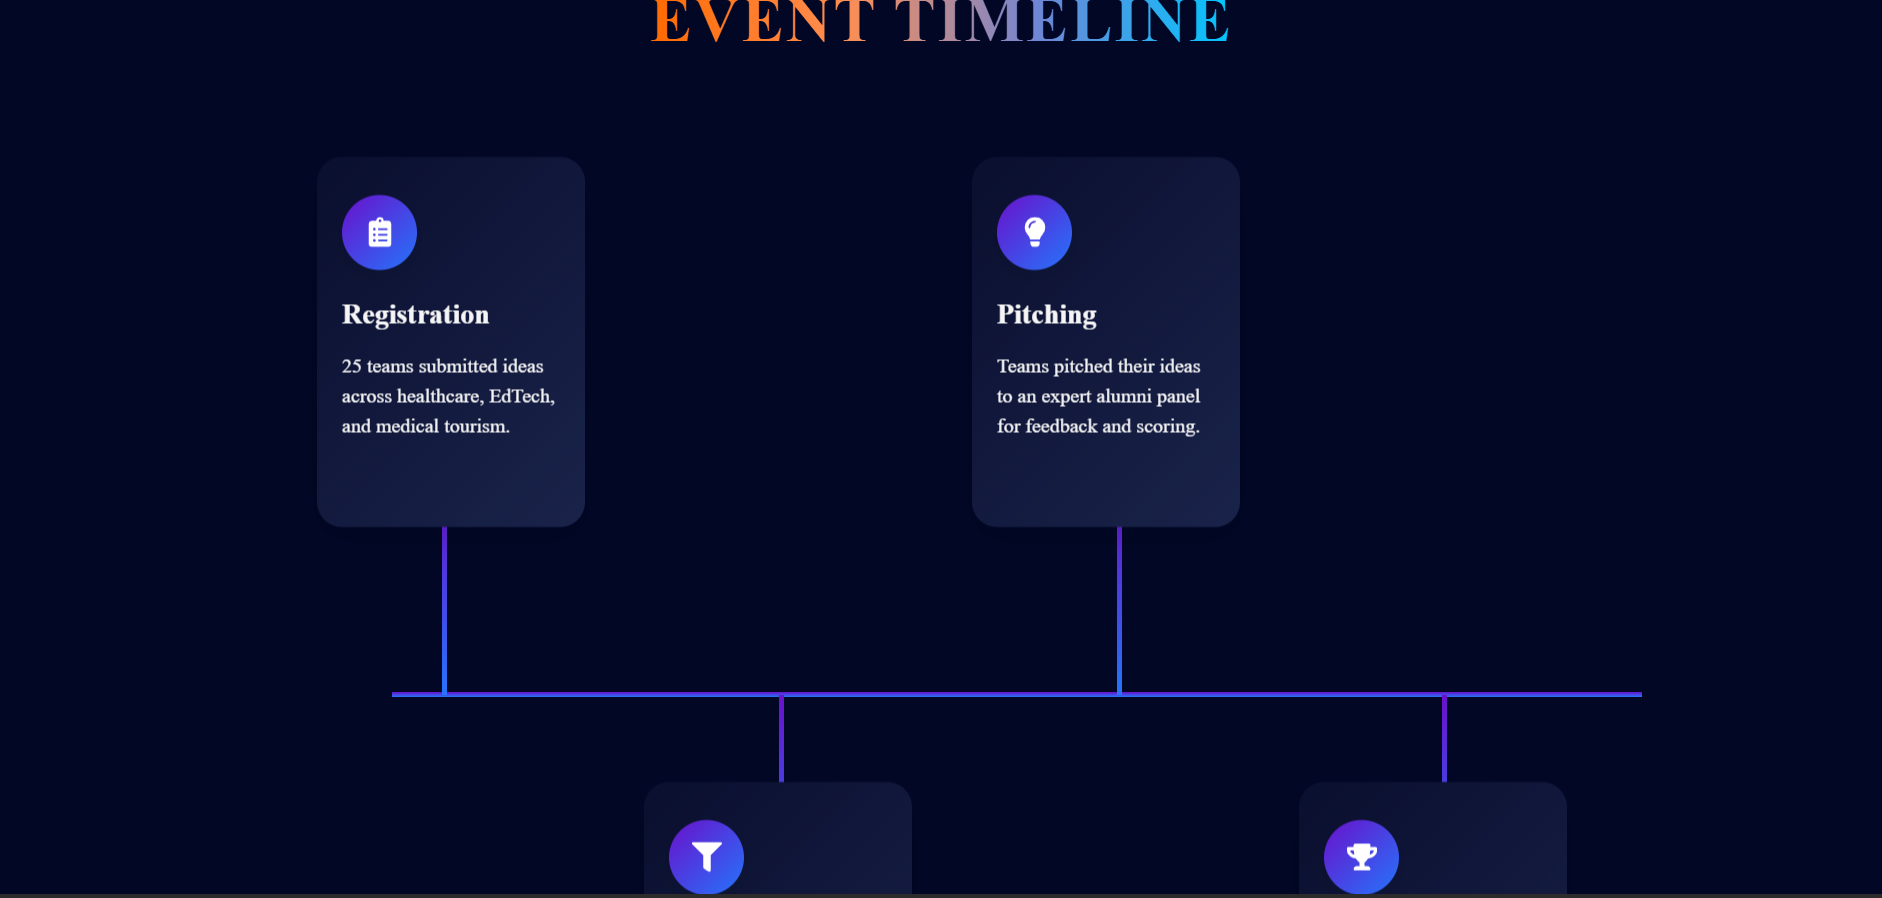 EVENT TIMELINE
Registration
25 teams submitted ideas
across healthcare, EdTech,
and medical tourism.
Pitching
Teams pitched their ideas
to an expert alumni panel
for feedback and scoring.